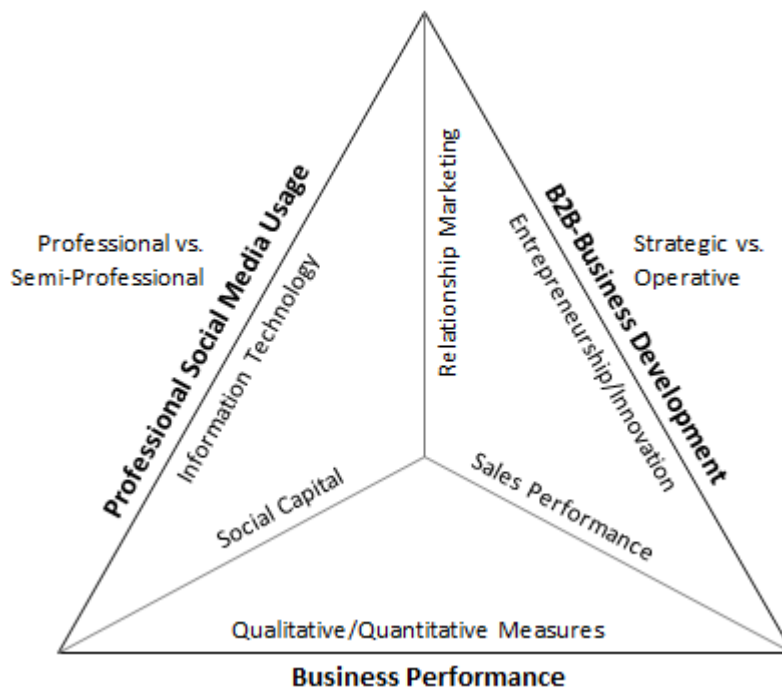 Professional vs.
Semi-Professional
Professional Social Media Usage
Information Technology
Relationship Marketing
B2B-Business Development
Entrepreneurship/Innovation
Strategic vs.
Operative
Social Capital
Sales Performance
Qualitative/Quantitative Measures
Business Performance